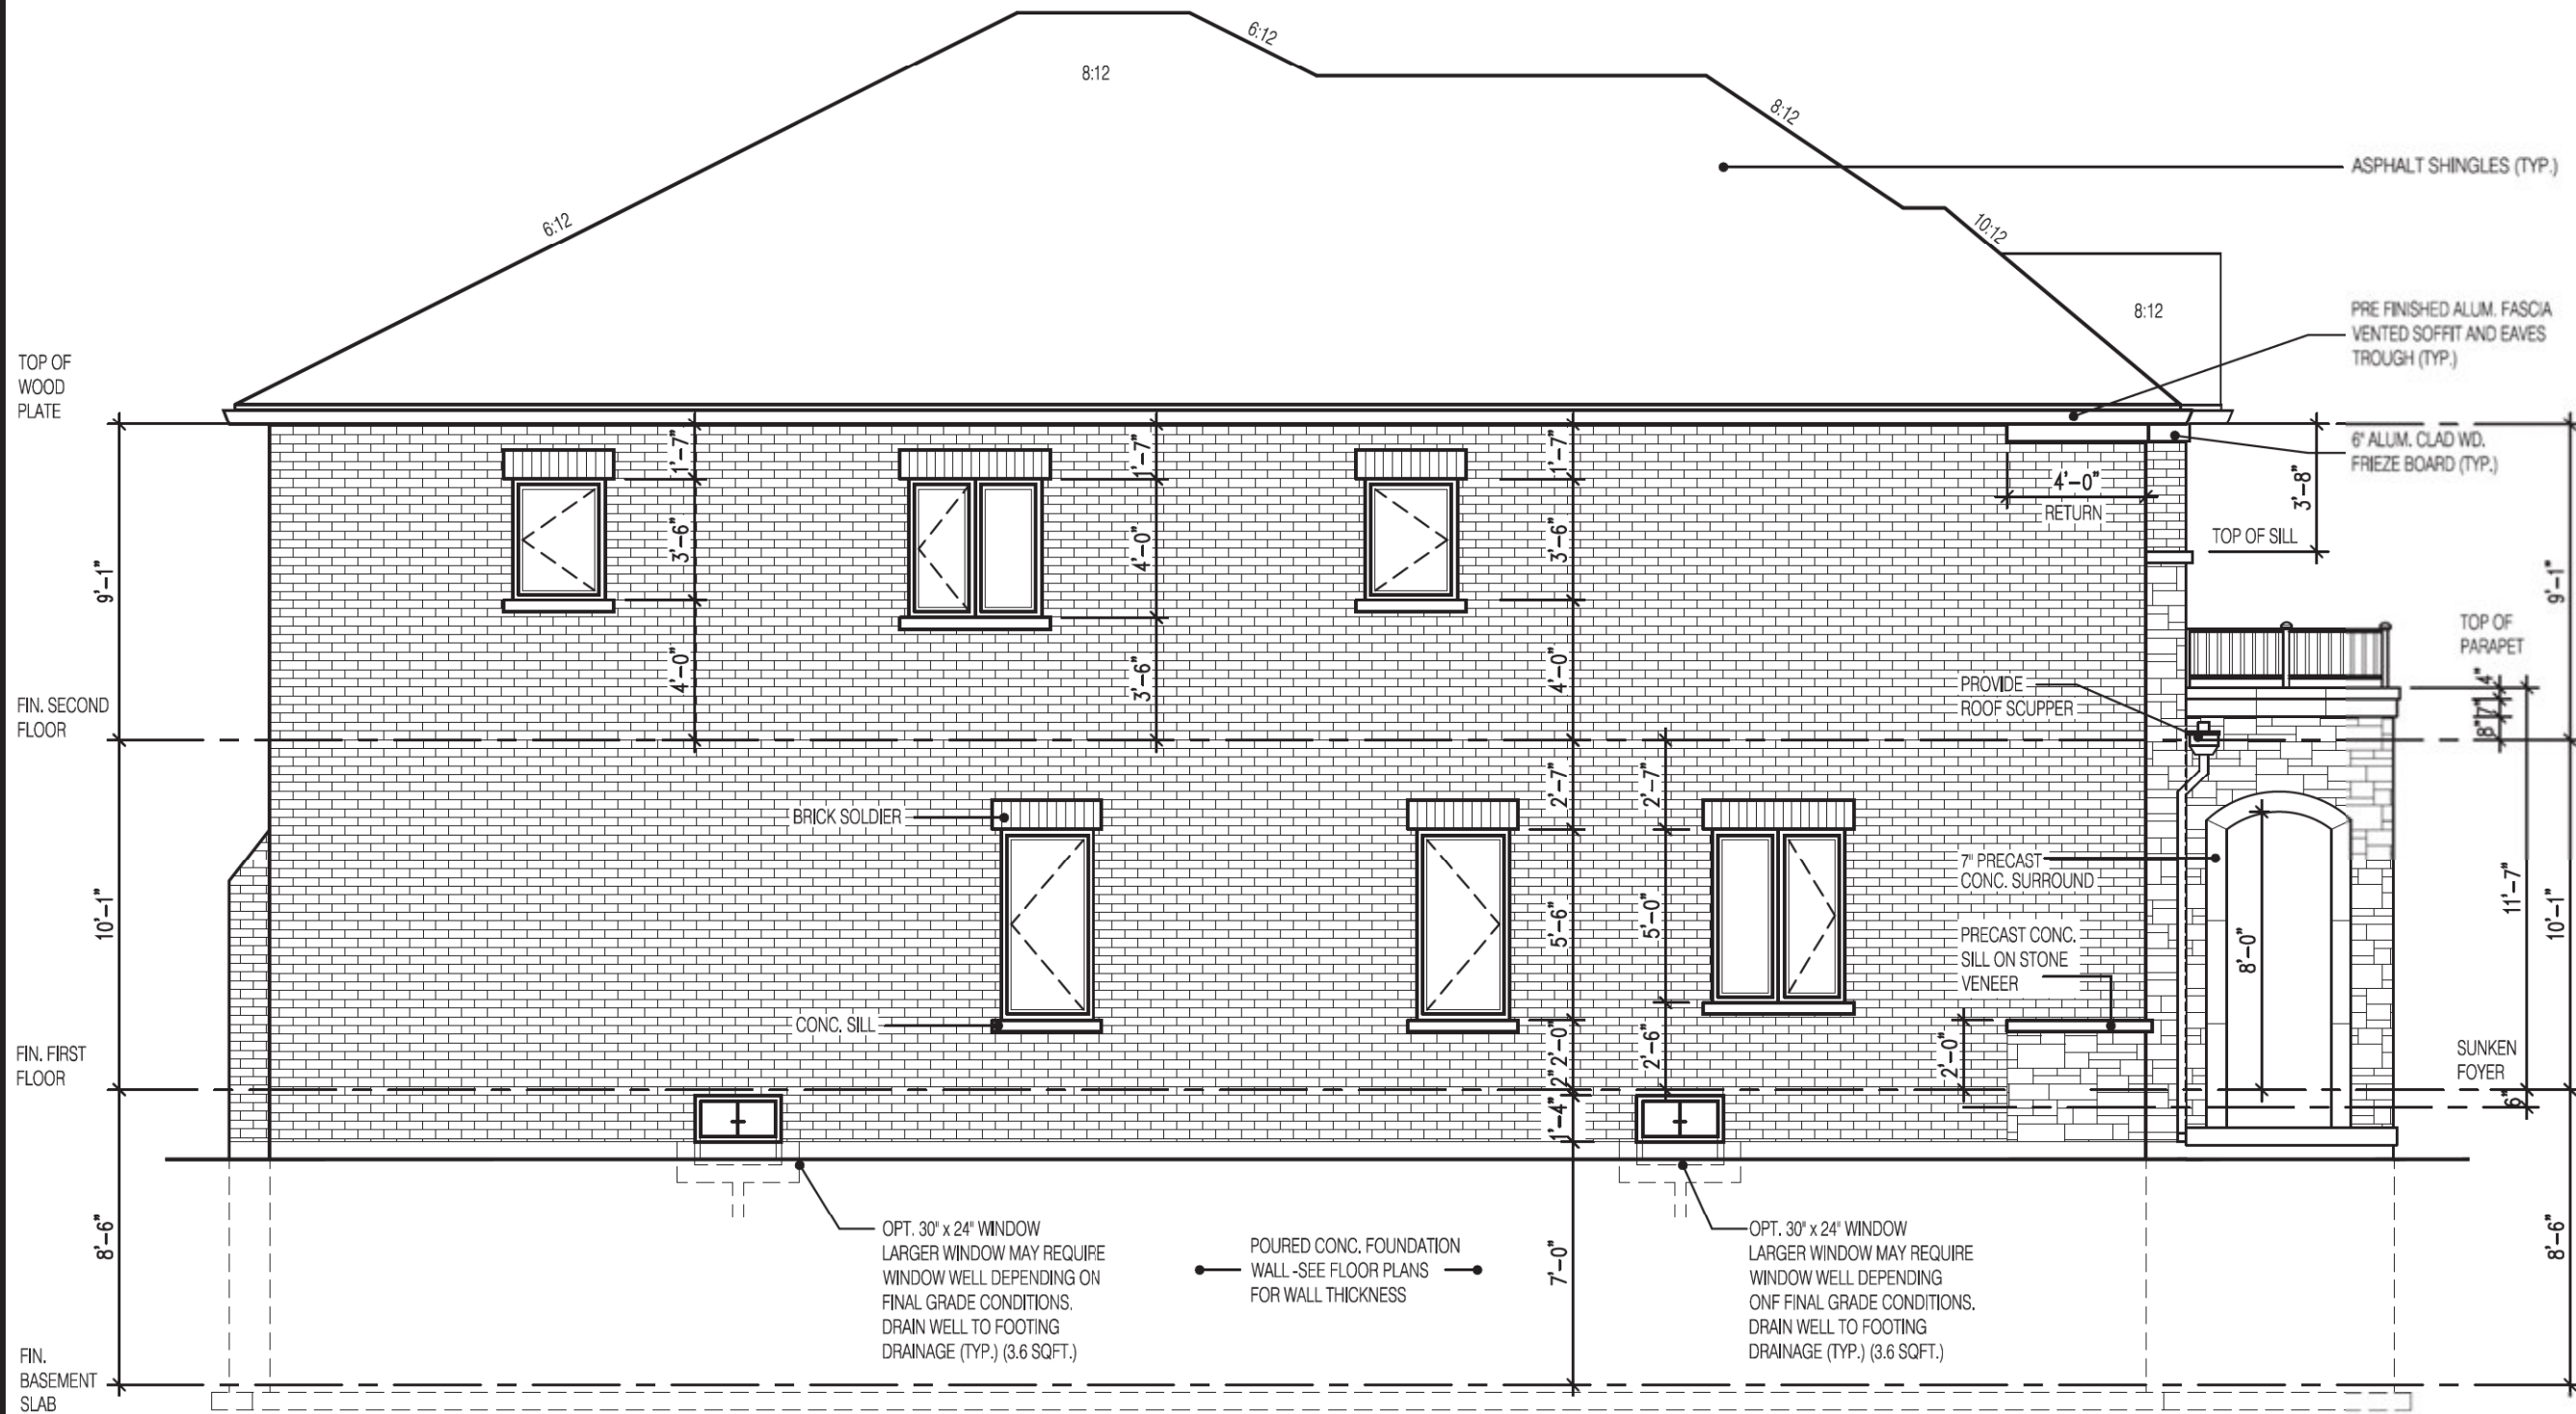 6:12
8:12
6:12
8:12
10:12
8:12
ASPHALT SHINGLES (TYP.)
PRE FINISHED ALUM. FASCIA
VENTED SOFFIT AND EAVES
TROUGH (TYP.)
6" ALUM. CLAD WD.
FRIEZE BOARD (TYP.)
TOP OF
WOOD
PLATE
9'-1"
FIN. SECOND
FLOOR
10'-1"
FIN. FIRST
FLOOR
8'-6"
FIN.
BASEMENT
SLAB
1'-7"
3'-6"
4'-0"
1'-7"
4'-0"
3'-6"
1'-7"
3'-6"
4'-0"
2'-7"
5'-6"
2'-0"
2"
1'-4"
7'-0"
2'-7"
5'-0"
2'-6"
4'-0"
RETURN
3'-8"
TOP OF SILL
TOP OF
PARAPET
4"
7"
8"
9'-1"
11'-7"
10'-1"
8'-6"
PROVIDE
ROOF SCUPPER
BRICK SOLDIER
CONC. SILL
7" PRECAST
CONC. SURROUND
PRECAST CONC.
SILL ON STONE
VENEER
2'-0"
8'-0"
SUNKEN
FOYER
6"
OPT. 30" x 24" WINDOW
LARGER WINDOW MAY REQUIRE
WINDOW WELL DEPENDING ON
FINAL GRADE CONDITIONS.
DRAIN WELL TO FOOTING
DRAINAGE (TYP.) (3.6 SQFT.)
POURED CONC. FOUNDATION
WALL -SEE FLOOR PLANS
FOR WALL THICKNESS
OPT. 30" x 24" WINDOW
LARGER WINDOW MAY REQUIRE
WINDOW WELL DEPENDING
ONF FINAL GRADE CONDITIONS.
DRAIN WELL TO FOOTING
DRAINAGE (TYP.) (3.6 SQFT.)